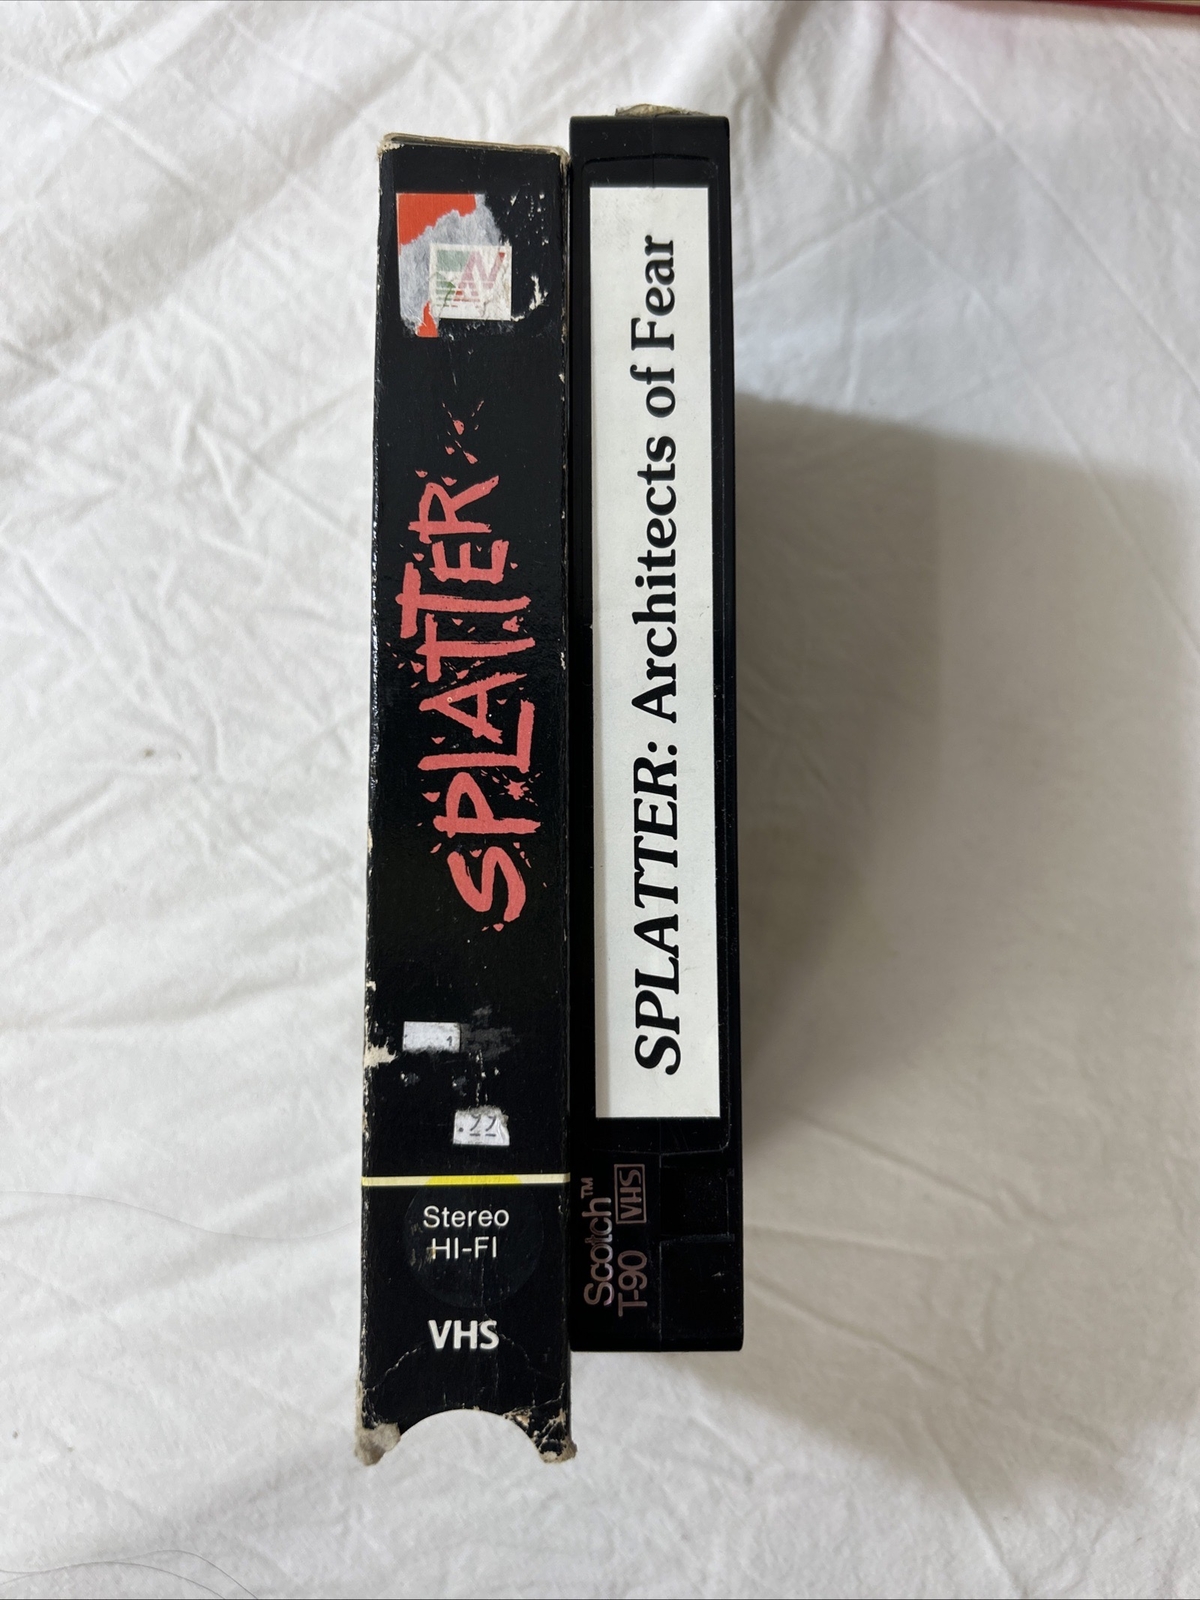 SPLATTER
Stereo
HI-FI
VHS
SPLATTER: Architects of Fear
Scotch™
T-90 VHS